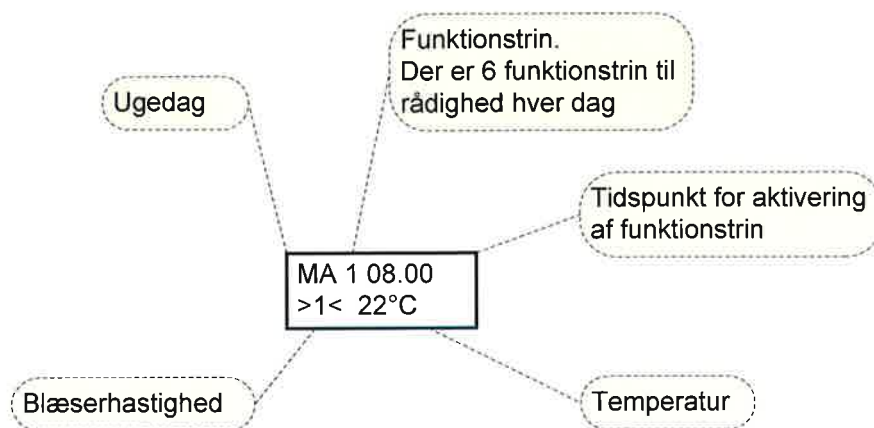 Funktionstrin.
Der er 6 funktionstrin til
rådighed hver dag
Ugedag
Tidspunkt for aktivering
af funktionstrin
MA 1 08.00
>1< 22°C
Blæserhastighed
Temperatur